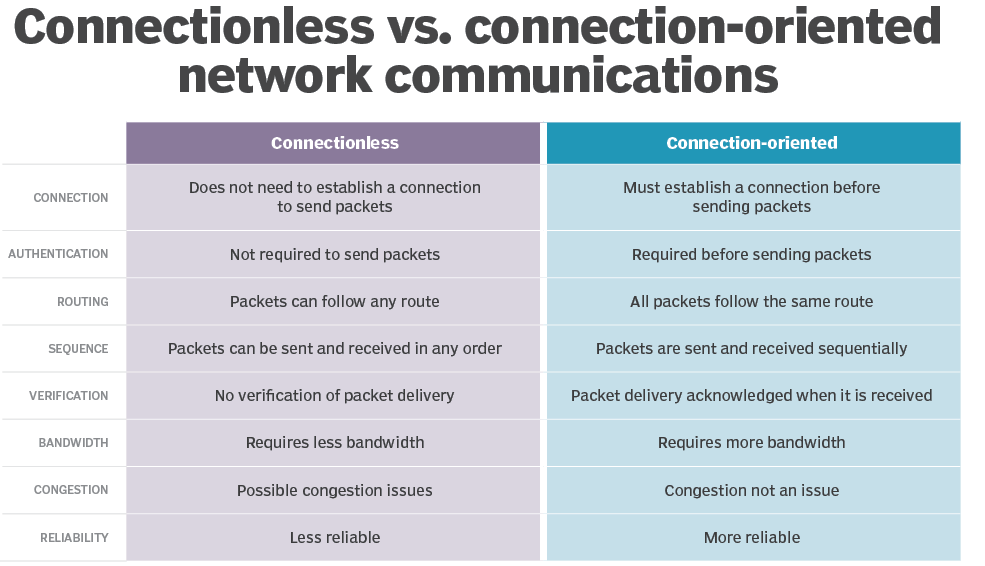 Connectionless vs. connection-oriented
network communications
Connectionless
Connection-oriented
CONNECTION
Does not need to establish a connection
to send packets
Must establish a connection before
sending packets
AUTHENTICATION
Not required to send packets
Required before sending packets
ROUTING
Packets can follow any route
All packets follow the same route
SEQUENCE
Packets can be sent and received in any order
Packets are sent and received sequentially
VERIFICATION
No verification of packet delivery
Packet delivery acknowledged when it is received
BANDWIDTH
Requires less bandwidth
Requires more bandwidth
CONGESTION
Possible congestion issues
Congestion not an issue
RELIABILITY
Less reliable
More reliable